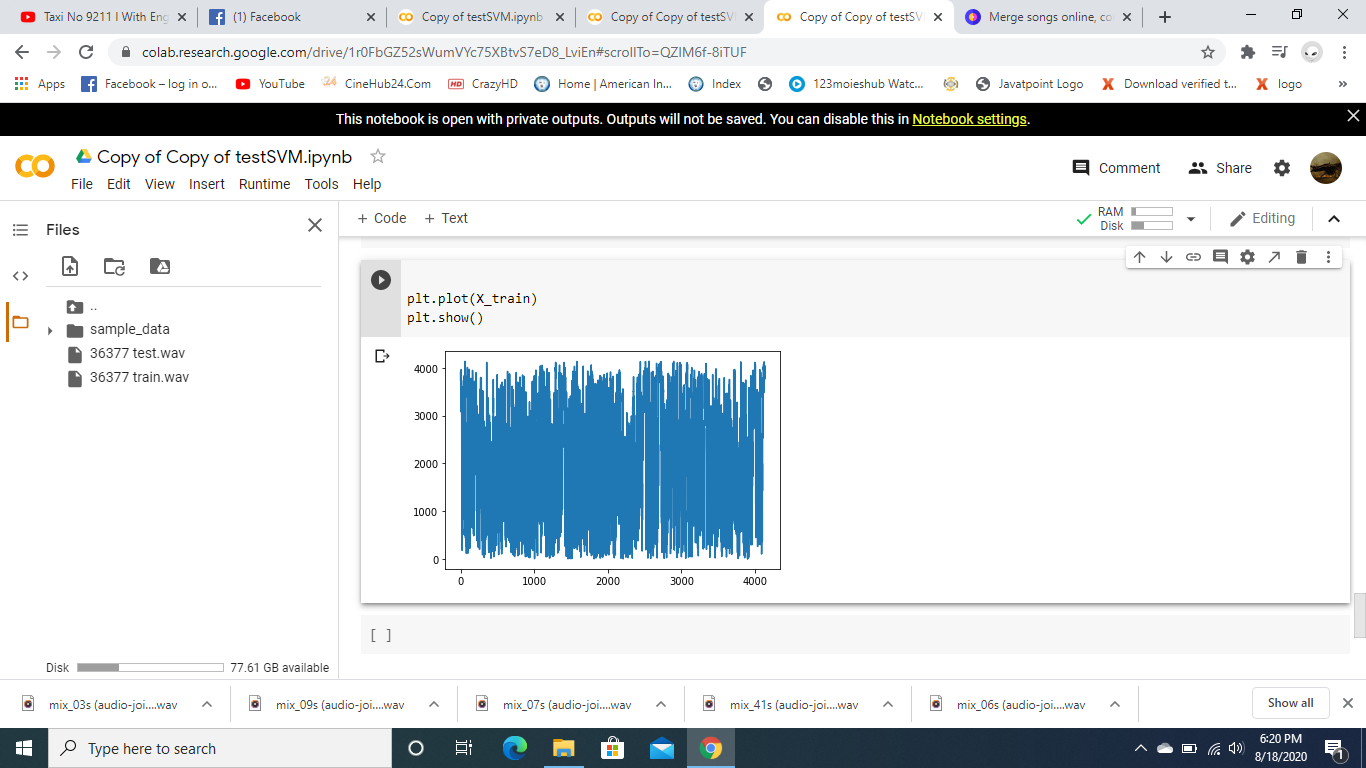 Taxi No 9211 I With Eng
(1) Facebook
Copy of testSVM.ipynb
Copy of Copy of testSV
Copy of Copy of testSV
Merge songs online, co
colab.research.google.com/drive/1r0FbGZ52sWumVYc75XBtvS7eD8_LviEn#scrollTo=QZIM6f-8iTUF
Apps
Facebook – log in o...
YouTube
CineHub24.Com
CrazyHD
Home | American In...
Index
123moieshub Watc...
Javatpoint Logo
Download verified t...
logo
This notebook is open with private outputs. Outputs will not be saved. You can disable this in Notebook settings.
Copy of Copy of testSVM.ipynb
Comment
Share
File Edit View Insert Runtime Tools Help
Files
+ Code + Text
RAM
Disk
Editing
..
sample_data
36377 test.wav
36377 train.wav
plt.plot(X_train)
plt.show()
4000
3000
2000
1000
0
0 1000 2000 3000 4000
[ ]
Disk
77.61 GB available
mix_03s (audio-joi....wav
mix_09s (audio-joi....wav
mix_07s (audio-joi....wav
mix_41s (audio-joi....wav
mix_06s (audio-joi....wav
Show all
Type here to search
6:20 PM
8/18/2020
1